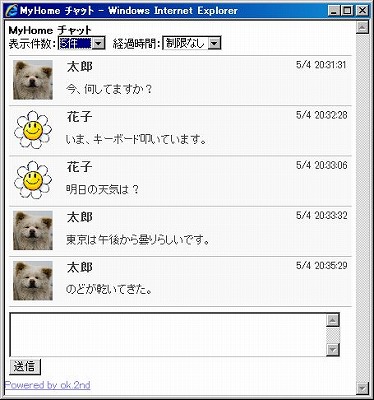 MyHome チャット - Windows Internet Explorer
MyHome チャット
表示件数: 5件 経過時間: 制限なし
太郎 5/4 20:31:31
今、何してますか?
花子 5/4 20:32:28
いま、キーボード叩いています。
花子 5/4 20:33:06
明日の天気は?
太郎 5/4 20:33:32
東京は午後から曇りらしいです。
太郎 5/4 20:35:29
のどが乾いてきた。
送信
Powered by ok.2nd